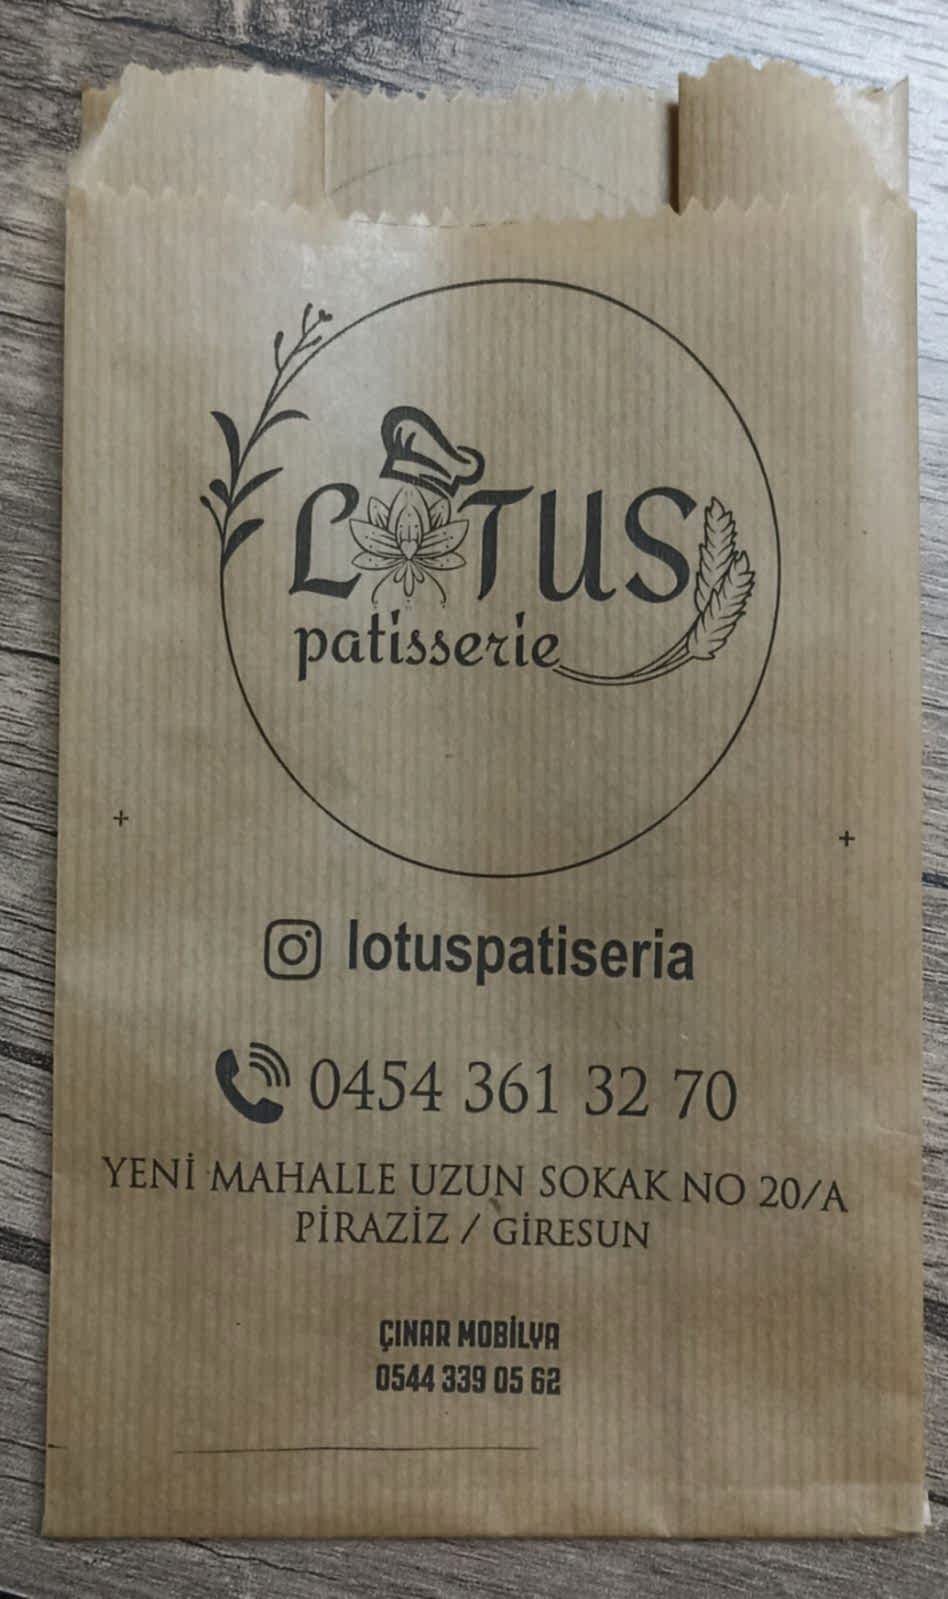 LOTUS
patisserie
lotuspatiseria
0454 361 32 70
YENİ MAHALLE UZUN SOKAK NO 20/A
PİRAZİZ / GİRESUN
ÇINAR MOBİLYA
0544 339 05 62